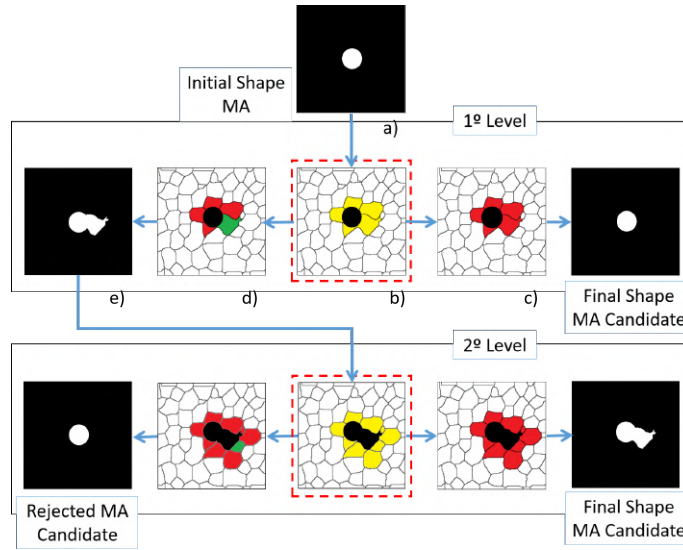 Initial Shape
MA
a)
1º Level
e)
d)
b)
c)
Final Shape
MA Candidate
2º Level
Rejected MA
Candidate
Final Shape
MA Candidate